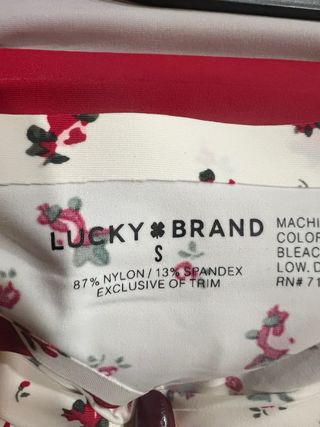 LUCKY BRAND
S
87% NYLON / 13% SPANDEX
EXCLUSIVE OF TRIM
MACHI
COLOR
BLEAC
LOW. D
RN# 71